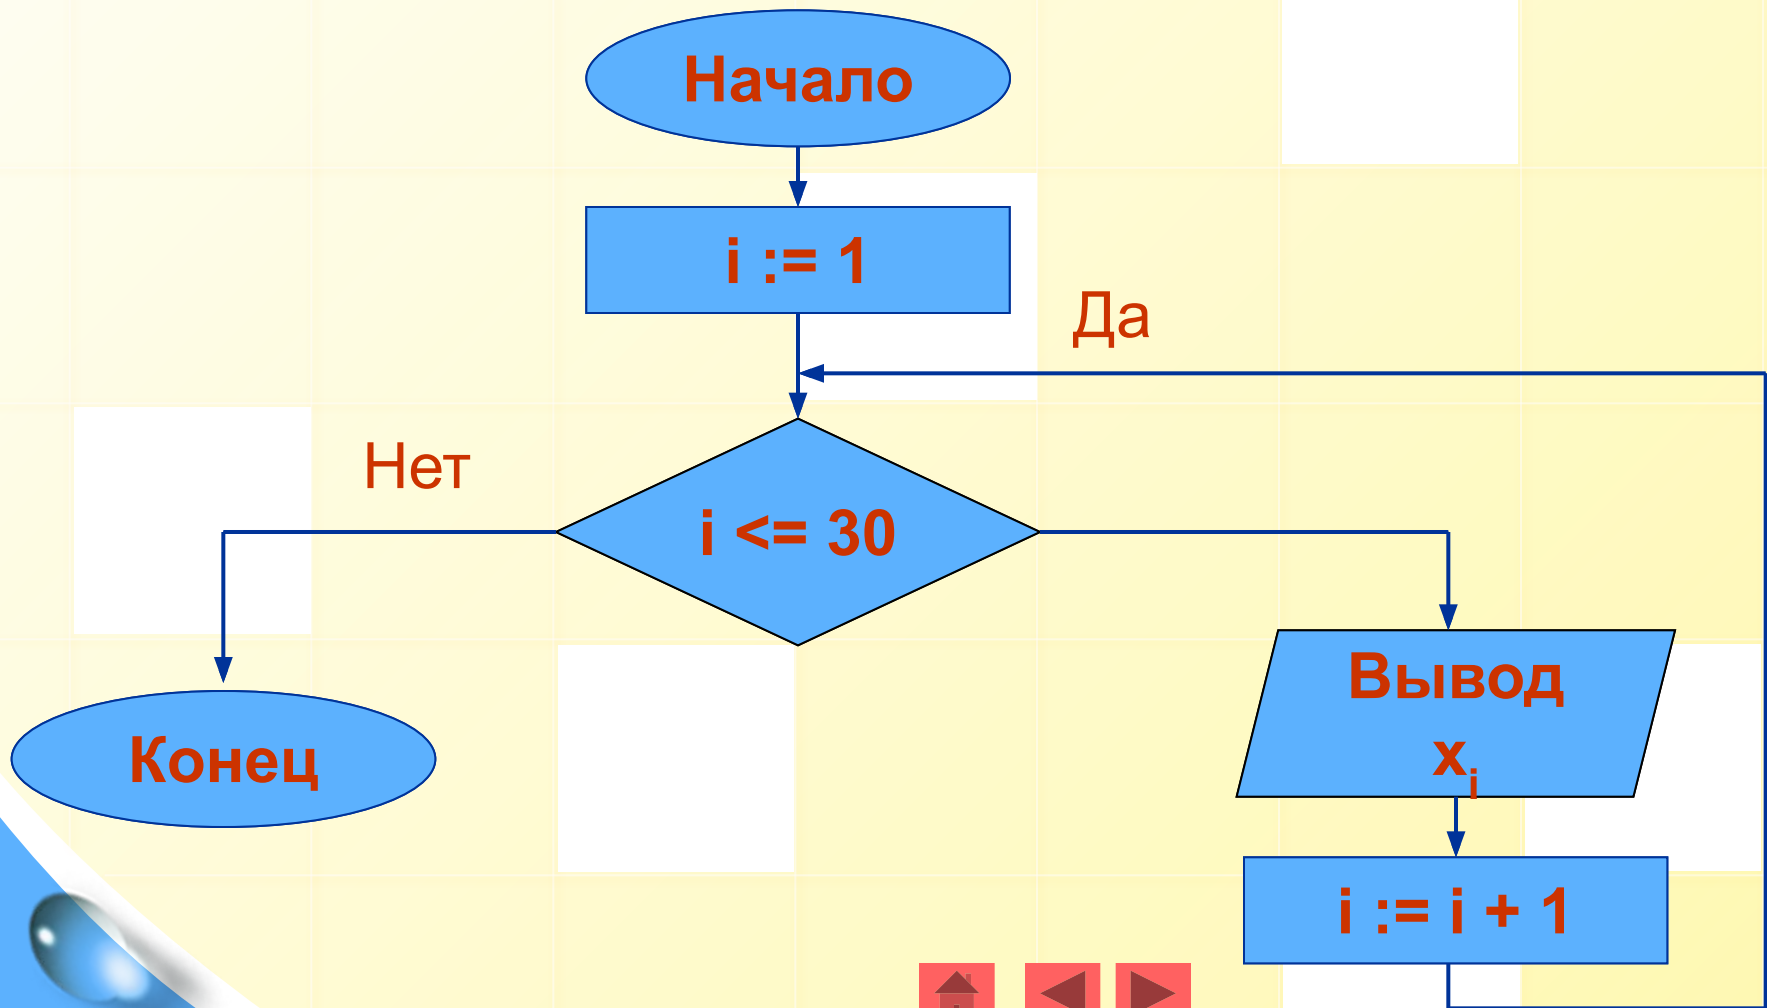 Начало
i := 1
Да
Нет
i <= 30
Вывод
xi
Конец
i := i + 1